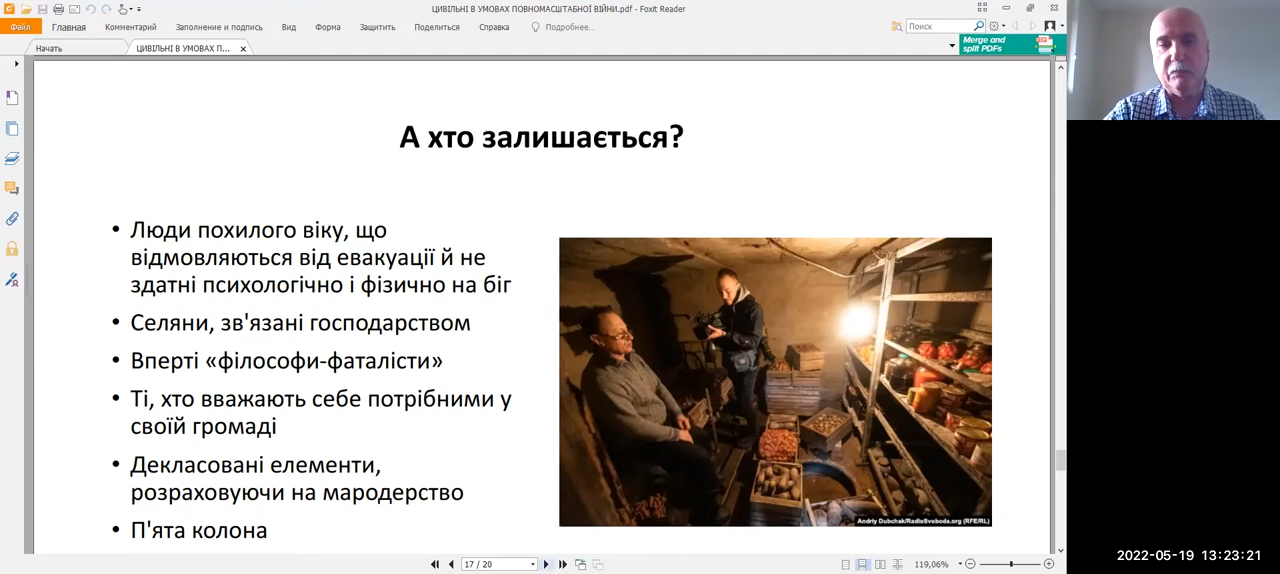 ЦИВІЛЬНІ В УМОВАХ ПОВНОМАСШТАБНОЇ ВІЙНИ.pdf - Foxit Reader
Файл
Главная
Комментарий
Заполнение и подпись
Вид
Форма
Защитить
Поделиться
Справка
Подробнее...
Поиск
Начать
ЦИВІЛЬНІ В УМОВАХ П...
Merge and
split PDFs
А хто залишається?
• Люди похилого віку, що
відмовляються від евакуації й не
здатні психологічно і фізично на біг
• Селяни, зв'язані господарством
• Вперті «філософи-фаталісти»
• Ті, хто вважають себе потрібними у
своїй громаді
• Декласовані елементи,
розраховуючи на мародерство
• П'ята колона
Andriy Dubchak/RadioSvoboda.org (RFE/RL)
17 / 20
119,06%
2022-05-19 13:23:21